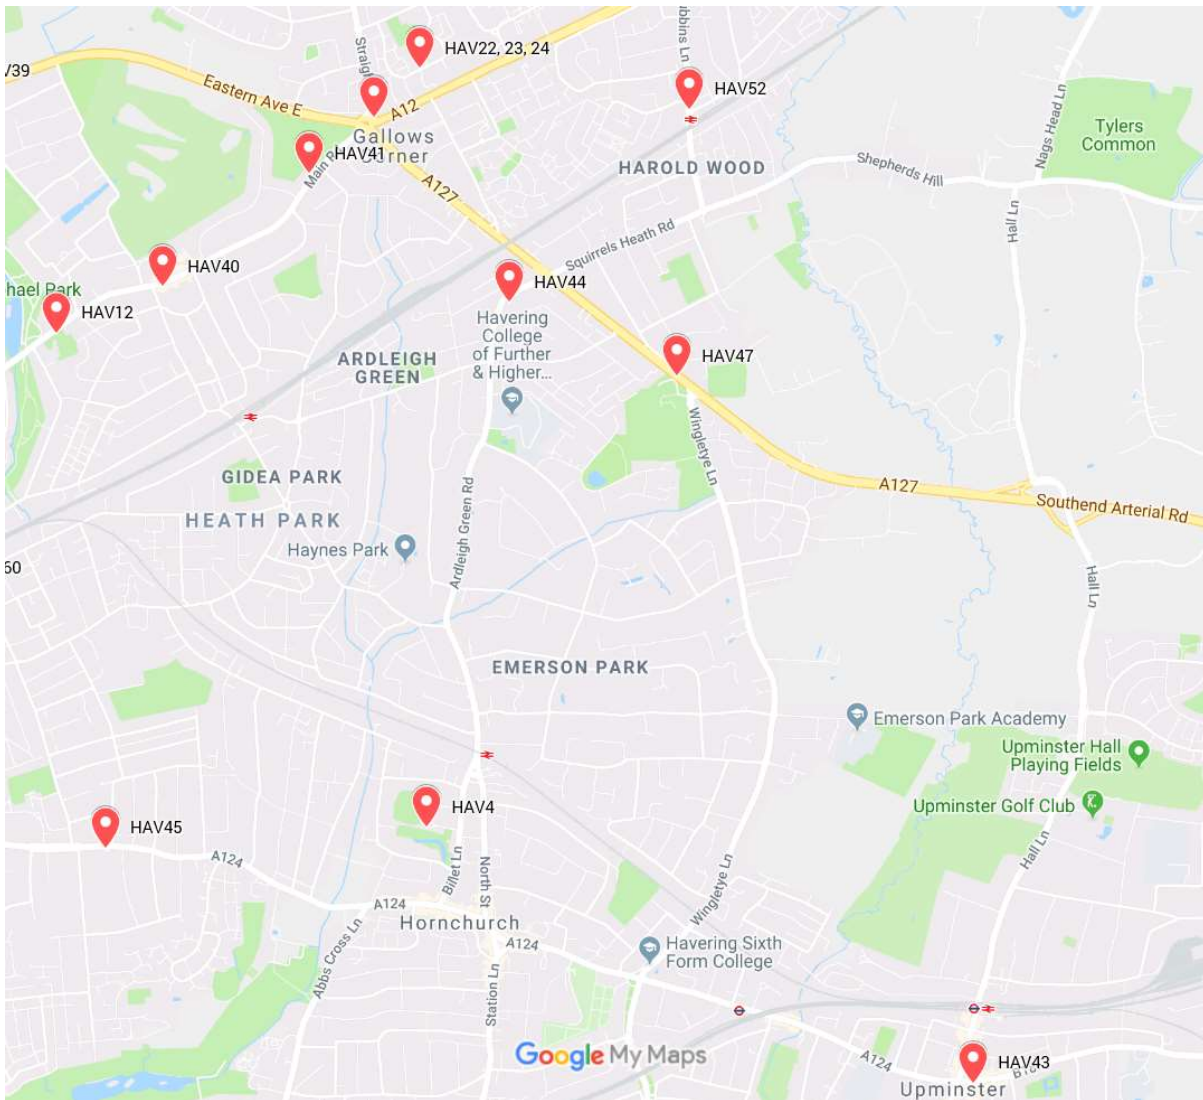 HAV22, 23, 24
Straigh
bbins Ln
/39
Eastern Ave E
A12
HAV52
Gallows
Corner
HAV41
Main R
Nags Head Ln
Tylers
Common
HAROLD WOOD
Shepherds Hill
A127
Hall Ln
Squirrels Heath Rd
HAV40
hael Park
HAV44
HAV12
Havering
College
of Further
& Higher...
ARDLEIGH
GREEN
HAV47
Wingletye Ln
GIDEA PARK
A127
Southend Arterial Rd
HEATH PARK
Ardleigh Green Rd
Haynes Park
60
Hall Ln
EMERSON PARK
Emerson Park Academy
Upminster Hall
Playing Fields
Upminster Golf Club
HAV4
HAV45
A124
Billet Ln
North St
Hall Ln
Wingletye Ln
A124
Hornchurch
Abbs Cross Ln
A124
Station Ln
Havering Sixth
Form College
Google My Maps
A124
HAV43
Upminster